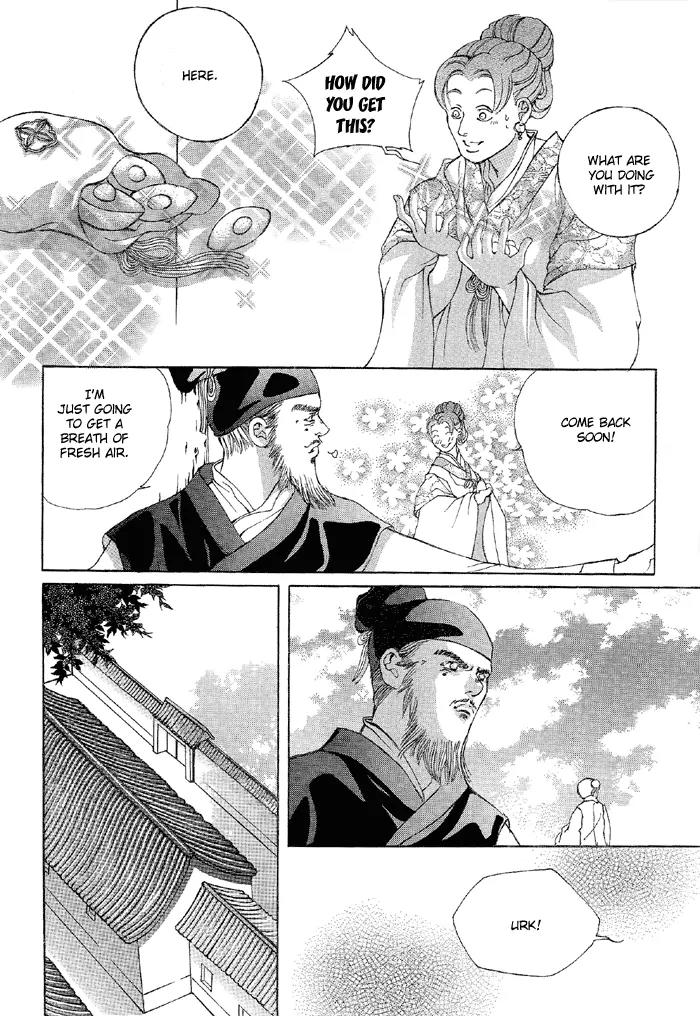 HERE.
HOW DID
YOU GET
THIS?
WHAT ARE
YOU DOING
WITH IT?
I'M
JUST GOING
TO GET A
BREATH OF
FRESH AIR.
COME BACK
SOON!
URK!